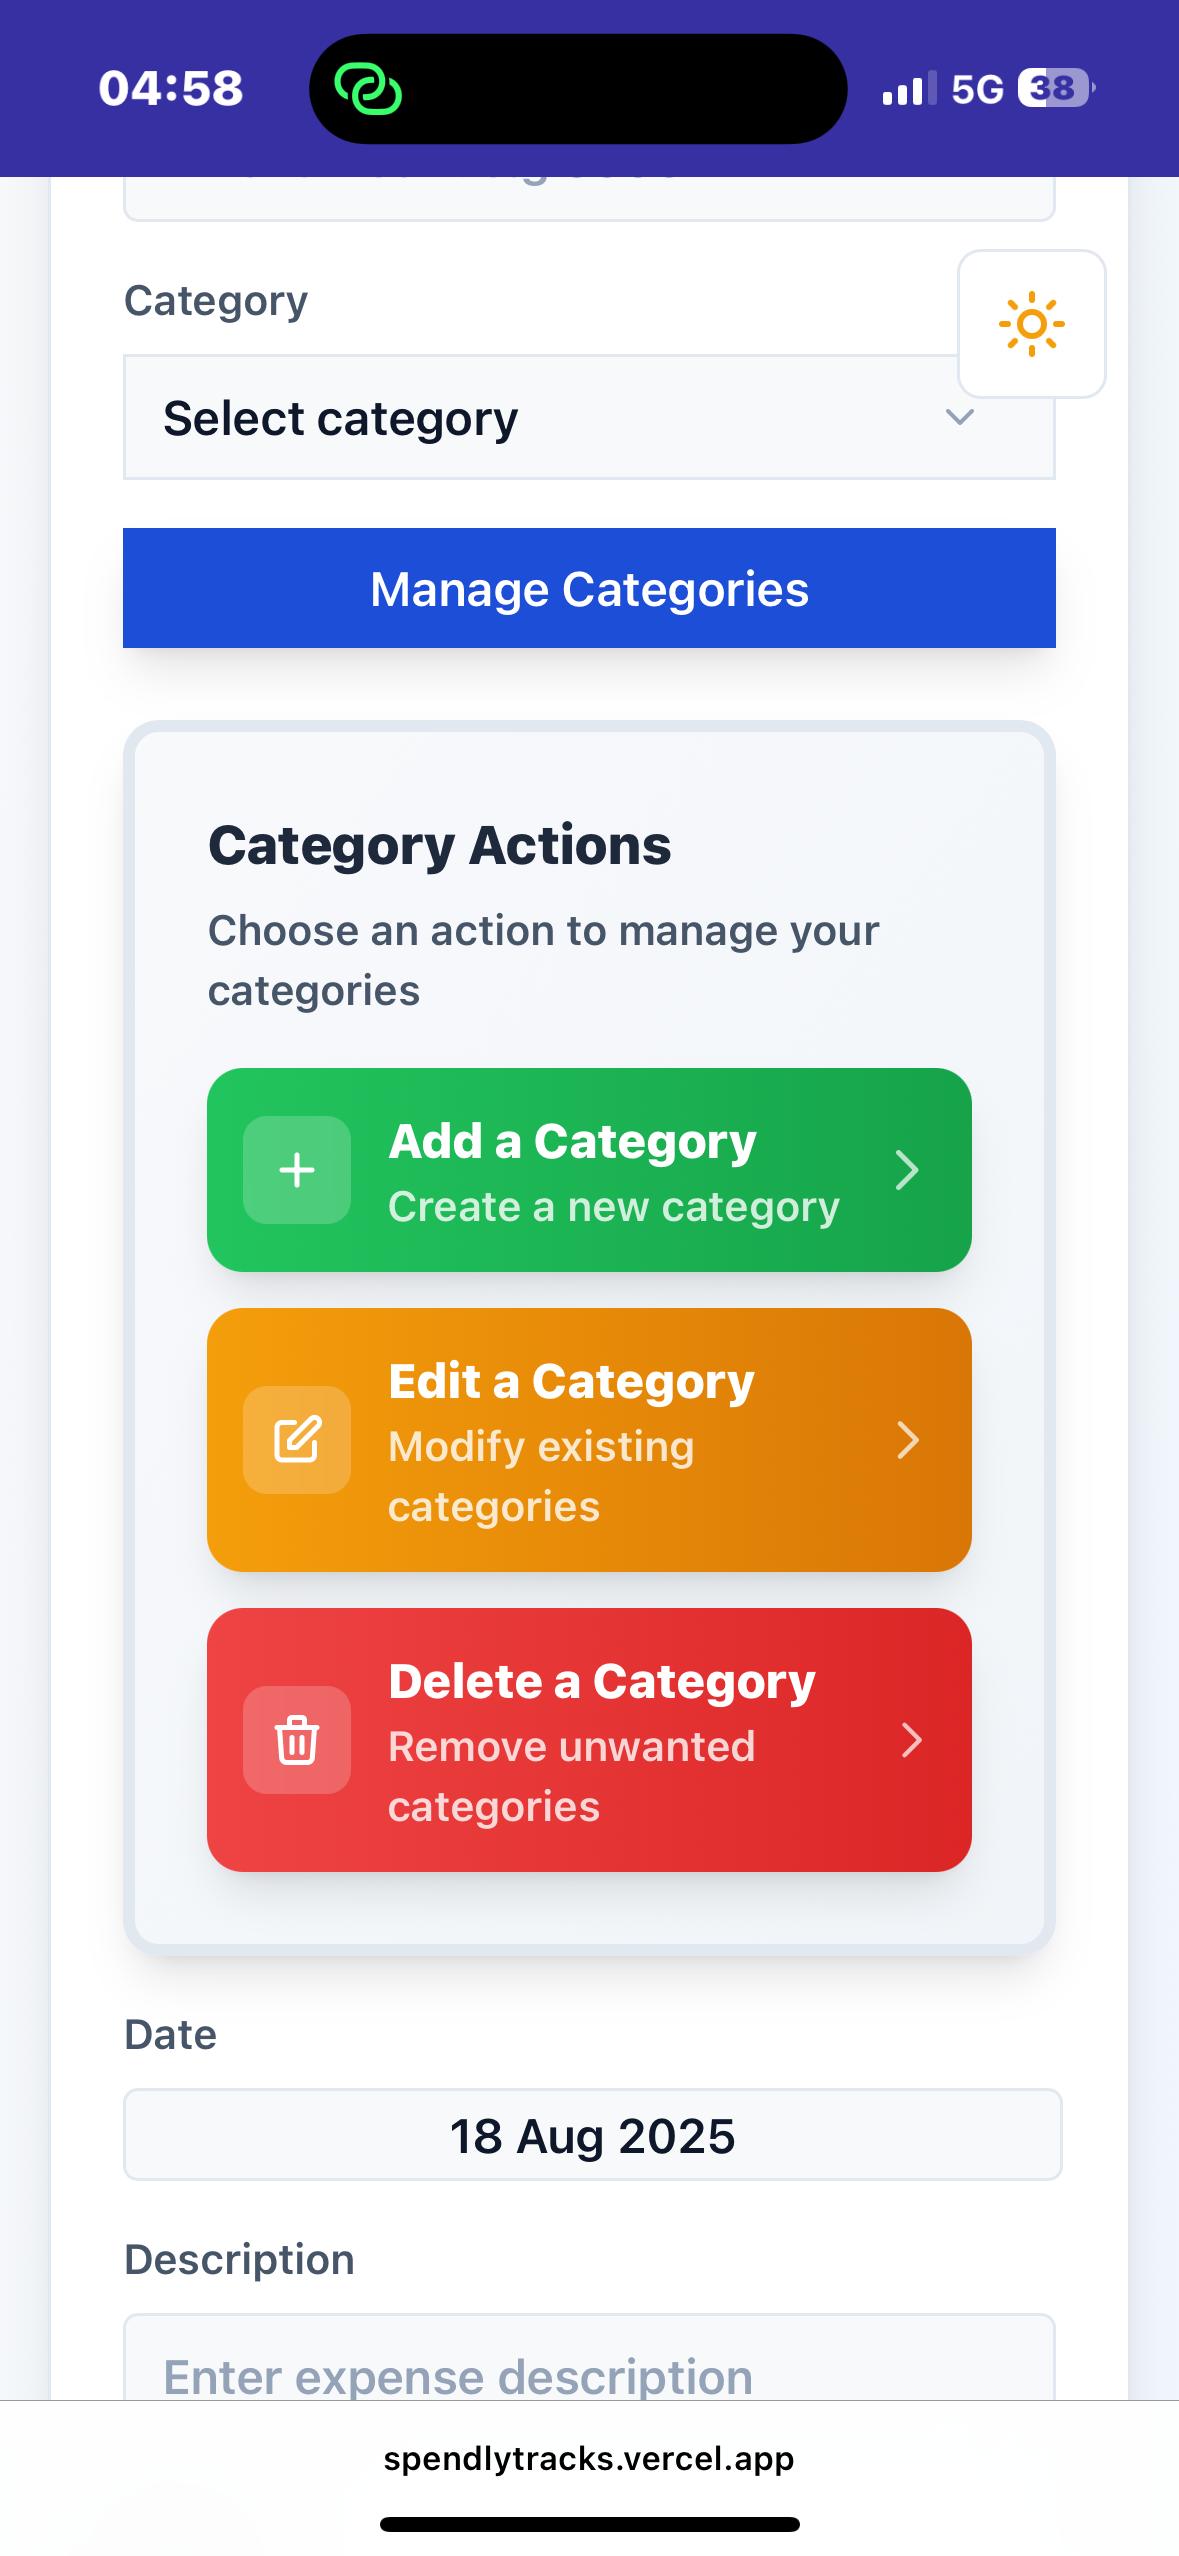 04:58
5G
38
Category
Select category
Manage Categories
Category Actions
Choose an action to manage your
categories
Add a Category
Create a new category
Edit a Category
Modify existing
categories
Delete a Category
Remove unwanted
categories
Date
18 Aug 2025
Description
Enter expense description
spendlytracks.vercel.app